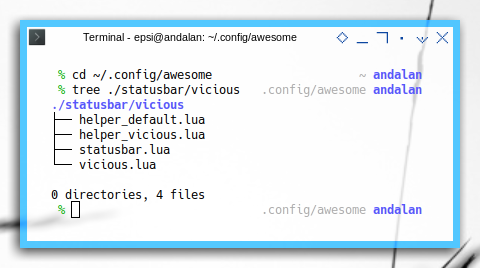 Terminal - epsi@andalan: ~/.config/awesome
% cd ~/.config/awesome ~ andalan
% tree ./statusbar/vicious .config/awesome andalan
./statusbar/vicious
├── helper_default.lua
├── helper_vicious.lua
├── statusbar.lua
└── vicious.lua
0 directories, 4 files
% .config/awesome andalan